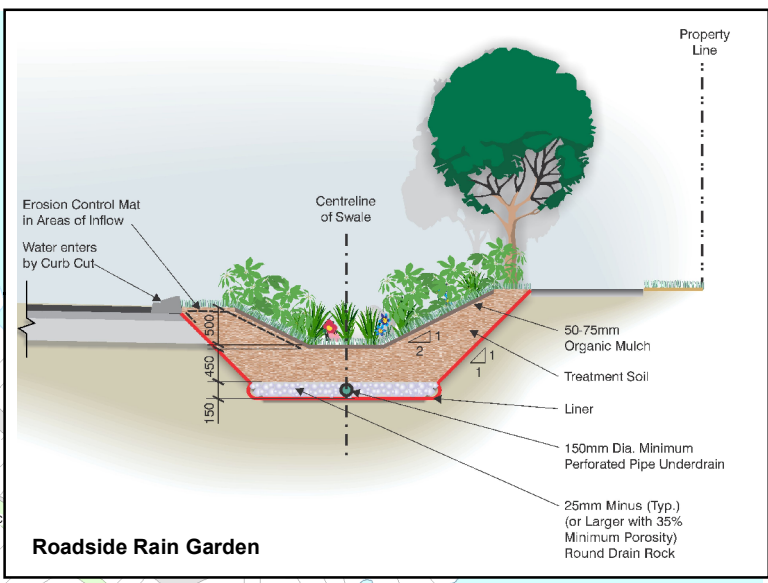 Property
Line
Erosion Control Mat
in Areas of Inflow
Centreline
of Swale
Water enters
by Curb Cut
500
450
150
1
2
1
1
50-75mm
Organic Mulch
Treatment Soil
Liner
150mm Dia. Minimum
Perforated Pipe Underdrain
25mm Minus (Typ.)
(or Larger with 35%
Minimum Porosity)
Round Drain Rock
Roadside Rain Garden